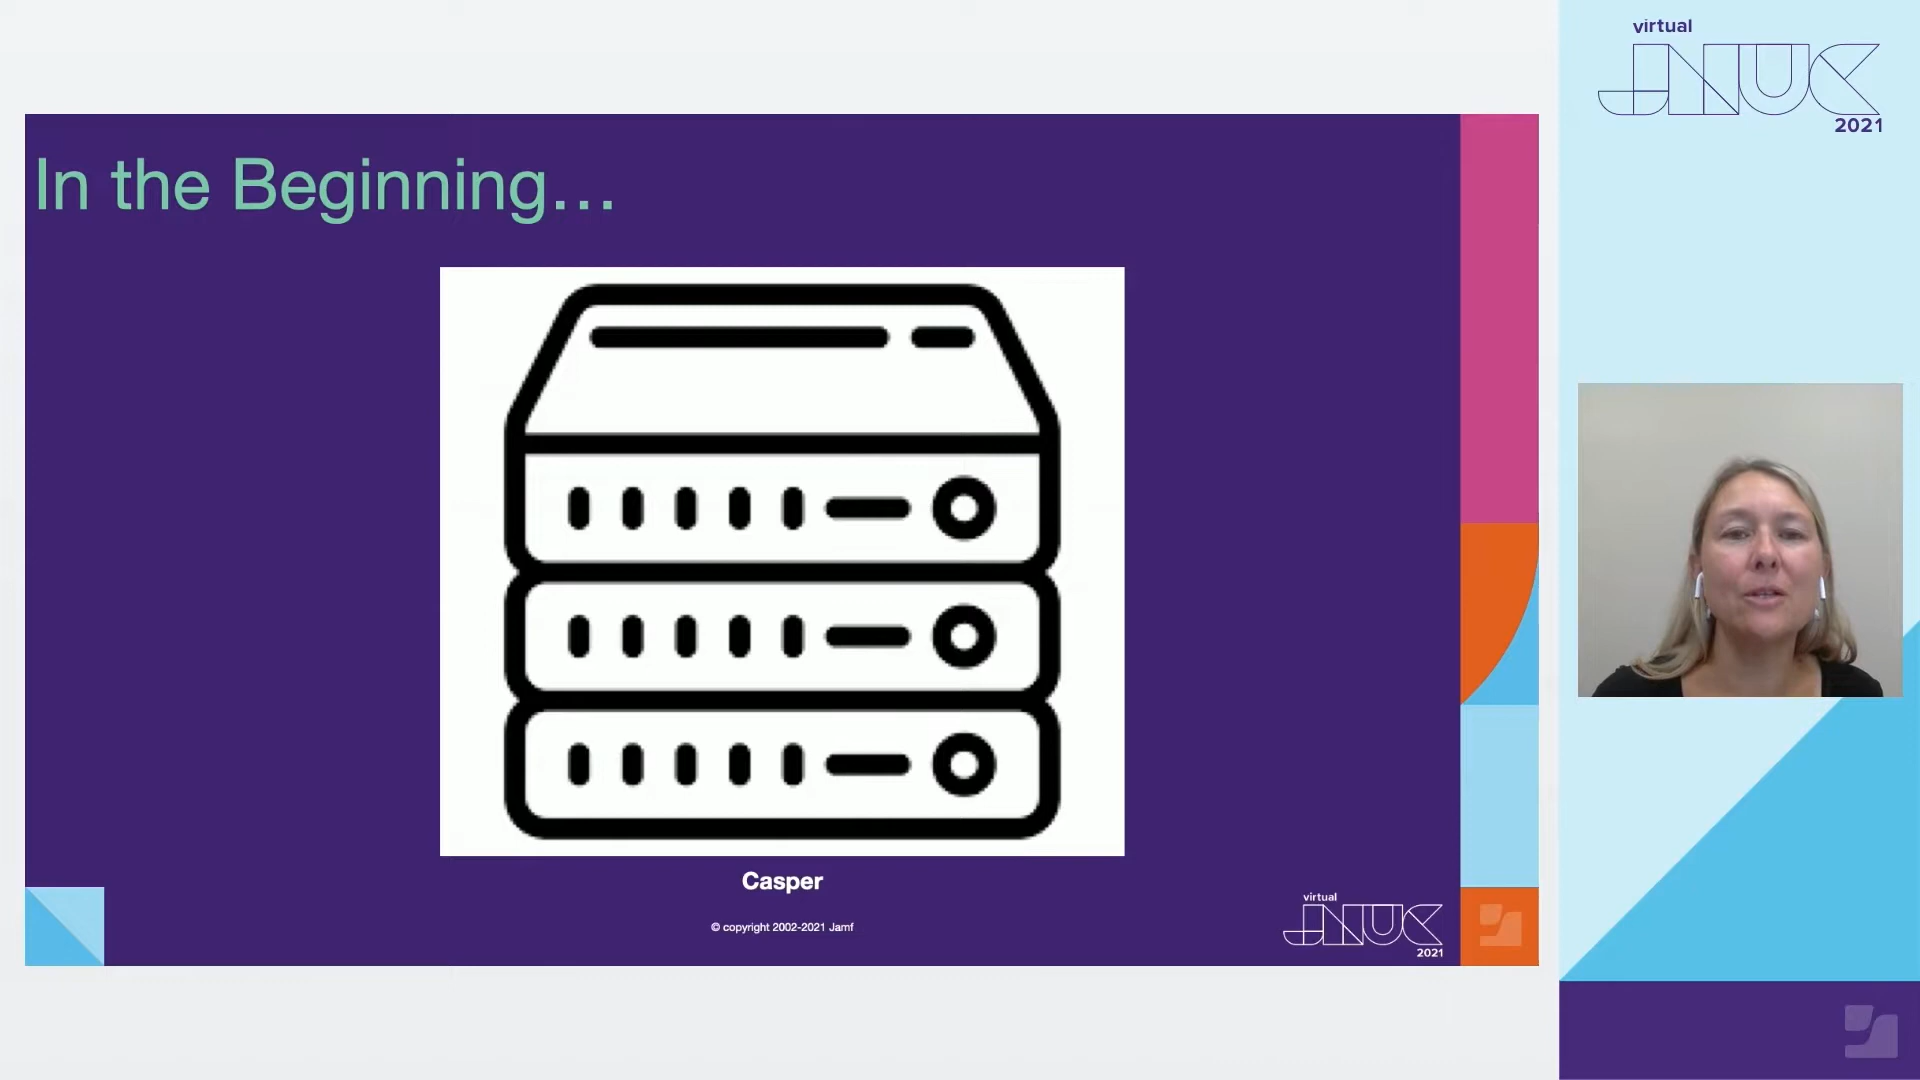 In the Beginning...
Casper
© copyright 2002-2021 Jamf
virtual
JNUC
2021
virtual
JNUC
2021